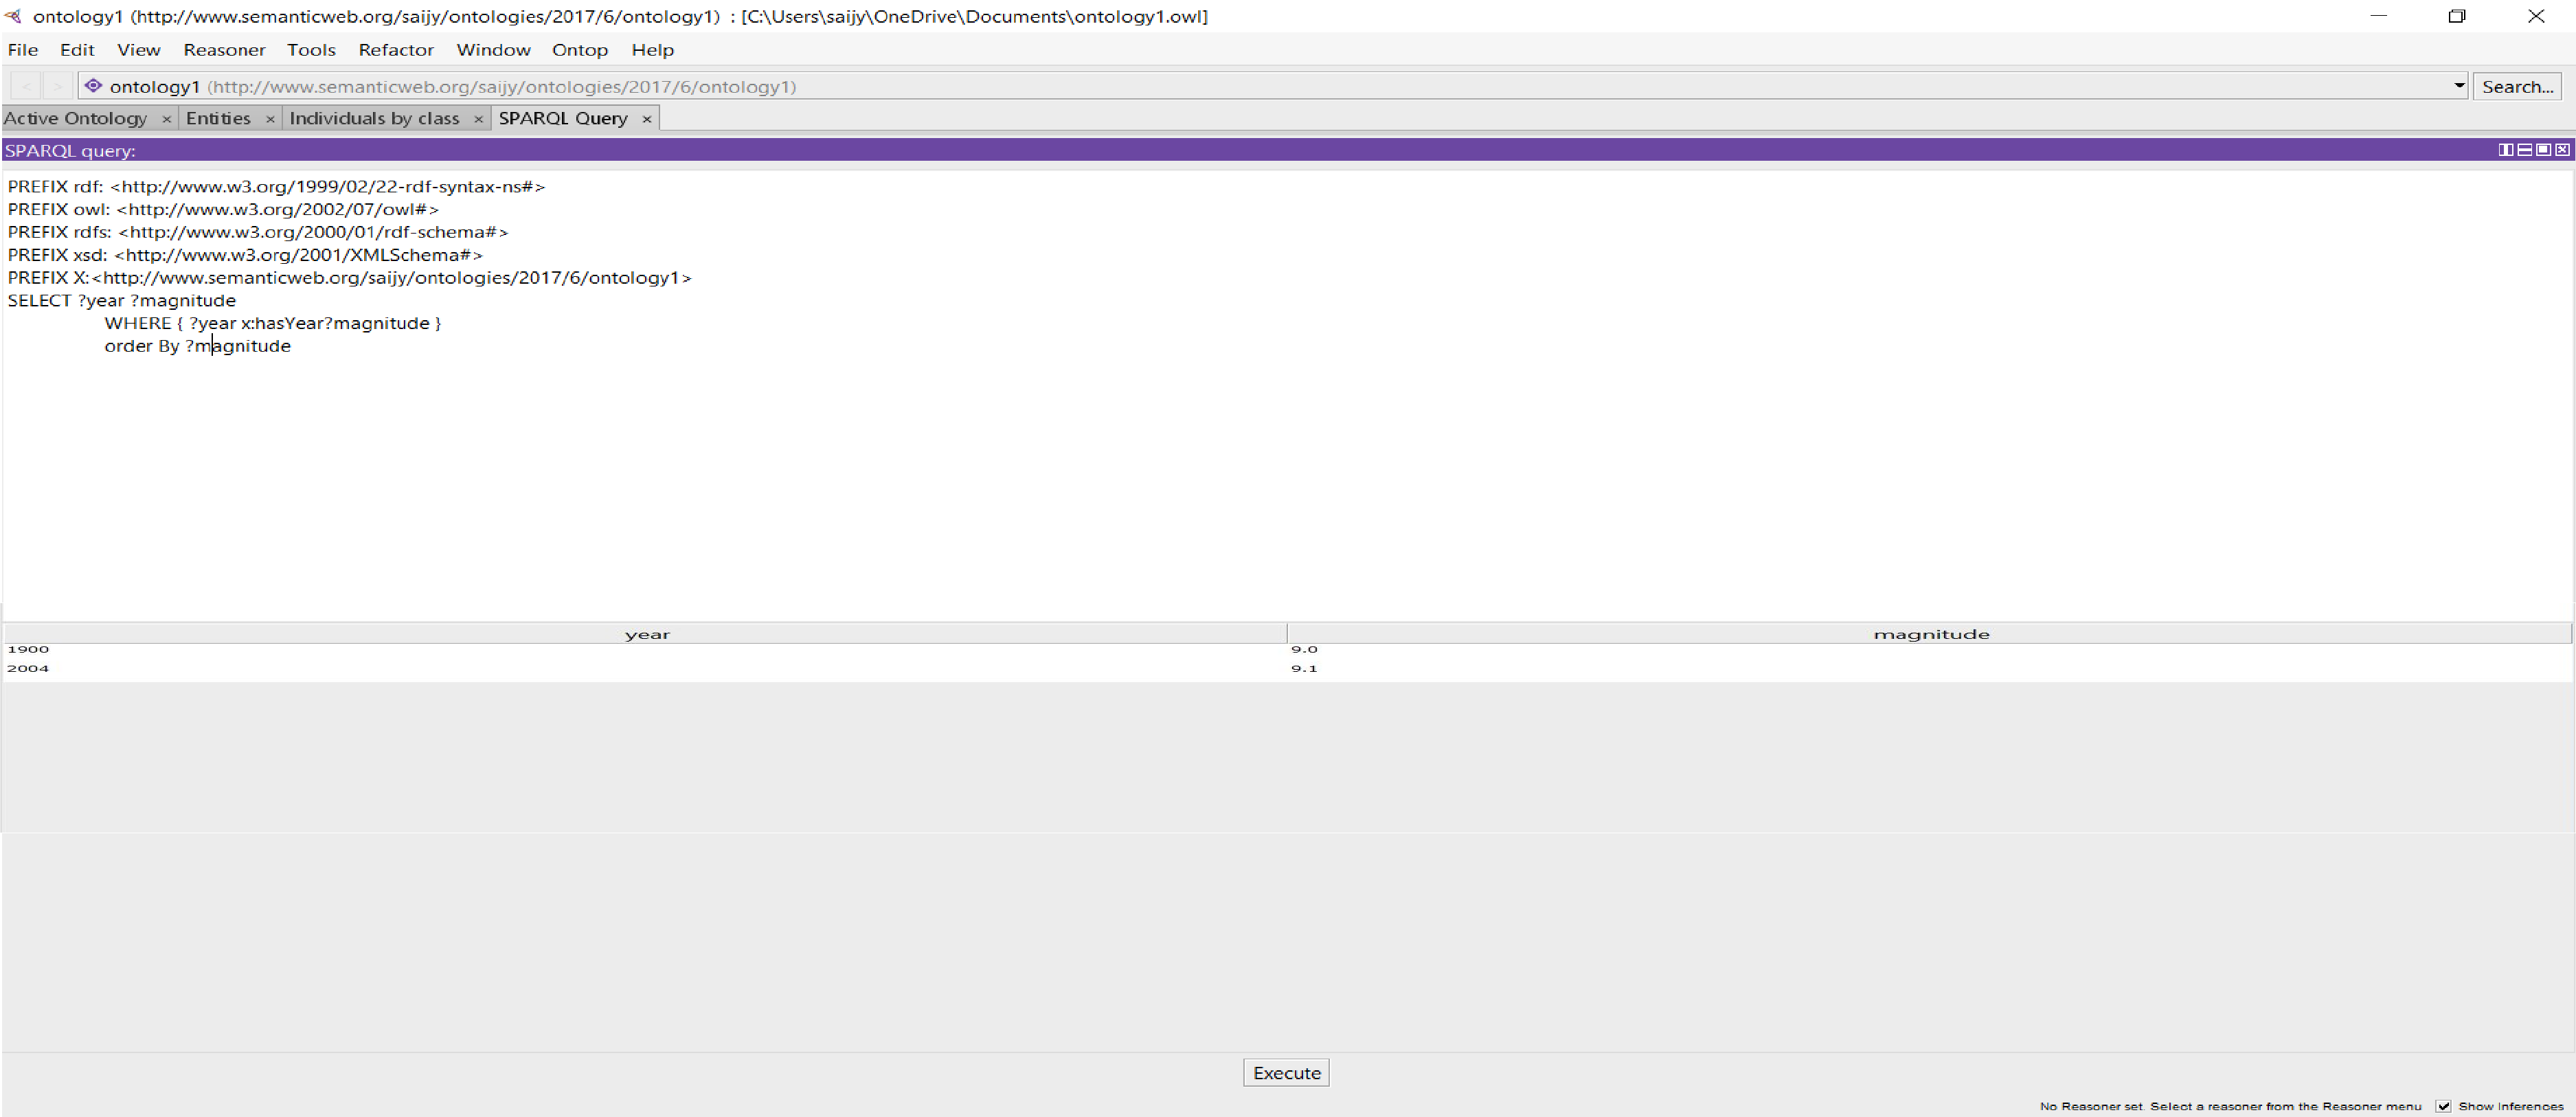 ontology1 (http://www.semanticweb.org/saijy/ontologies/2017/6/ontology1) : [C:\Users\saijy\OneDrive\Documents\ontology1.owl]
File Edit View Reasoner Tools Refactor Window Ontop Help
< > ontology1 (http://www.semanticweb.org/saijy/ontologies/2017/6/ontology1) Search...
Active Ontology × Entities × Individuals by class × SPARQL Query ×
SPARQL query:
PREFIX rdf: <http://www.w3.org/1999/02/22-rdf-syntax-ns#>
PREFIX owl: <http://www.w3.org/2002/07/owl#>
PREFIX rdfs: <http://www.w3.org/2000/01/rdf-schema#>
PREFIX xsd: <http://www.w3.org/2001/XMLSchema#>
PREFIX X:<http://www.semanticweb.org/saijy/ontologies/2017/6/ontology1>
SELECT ?year ?magnitude
WHERE { ?year x:hasYear?magnitude }
order By ?magnitude
year magnitude
1900 9.0
2004 9.1
Execute
No Reasoner set. Select a reasoner from the Reasoner menu Show Inferences